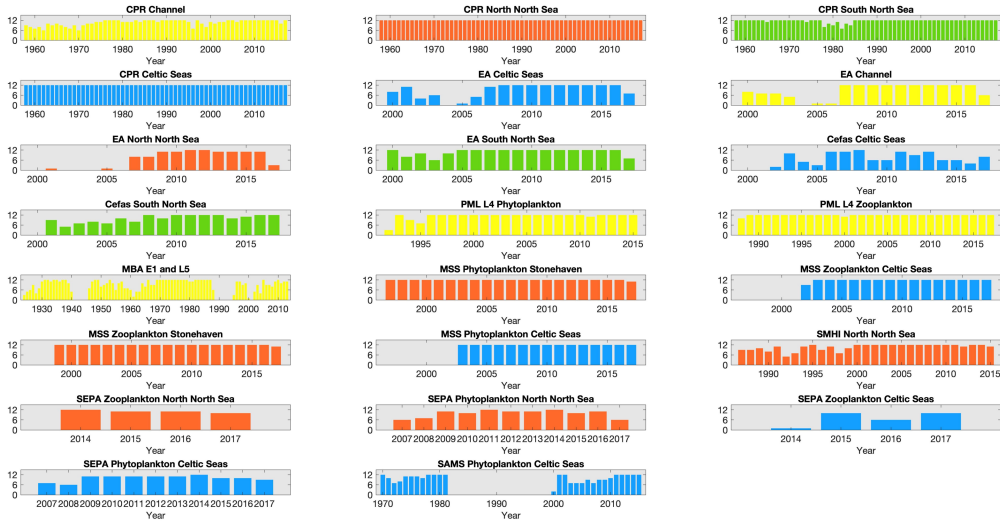 CPR Channel
12
6
0
1960 1970 1980 1990 2000 2010
Year
CPR North North Sea
12
6
0
1960 1970 1980 1990 2000 2010
Year
CPR South North Sea
12
6
0
1960 1970 1980 1990 2000 2010
Year
CPR Celtic Seas
12
6
0
1960 1970 1980 1990 2000 2010
Year
EA Celtic Seas
12
6
0
2000 2005 2010 2015
Year
EA Channel
12
6
0
2000 2005 2010 2015
Year
EA North North Sea
12
6
0
2000 2005 2010 2015
Year
EA South North Sea
12
6
0
2000 2005 2010 2015
Year
Cefas Celtic Seas
12
6
0
2000 2005 2010 2015
Year
Cefas South North Sea
12
6
0
2000 2005 2010 2015
Year
PML L4 Phytoplankton
12
6
0
1995 2000 2005 2010 2015
Year
PML L4 Zooplankton
12
6
0
1990 1995 2000 2005 2010 2015
Year
MBA E1 and L5
12
6
0
1930 1940 1950 1960 1970 1980 1990 2000 2010
Year
MSS Phytoplankton Stonehaven
12
6
0
2000 2005 2010 2015
Year
MSS Zooplankton Celtic Seas
12
6
0
2000 2005 2010 2015
Year
MSS Zooplankton Stonehaven
12
6
0
2000 2005 2010 2015
Year
MSS Phytoplankton Celtic Seas
12
6
0
2000 2005 2010 2015
Year
SMHI North North Sea
12
6
0
1990 1995 2000 2005 2010 2015
Year
SEPA Zooplankton North North Sea
12
6
0
2014 2015 2016 2017
Year
SEPA Phytoplankton North North Sea
12
6
0
2007 2008 2009 2010 2011 2012 2013 2014 2015 2016 2017
Year
SEPA Zooplankton Celtic Seas
12
6
0
2014 2015 2016 2017
Year
SEPA Phytoplankton Celtic Seas
12
6
0
2007 2008 2009 2010 2011 2012 2013 2014 2015 2016 2017
Year
SAMS Phytoplankton Celtic Seas
12
6
0
1970 1980 1990 2000 2010
Year